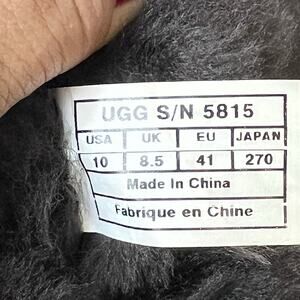 UGG S/N 5815
USA UK EU JAPAN
10 8.5 41 270
Made In China
Fabrique en Chine